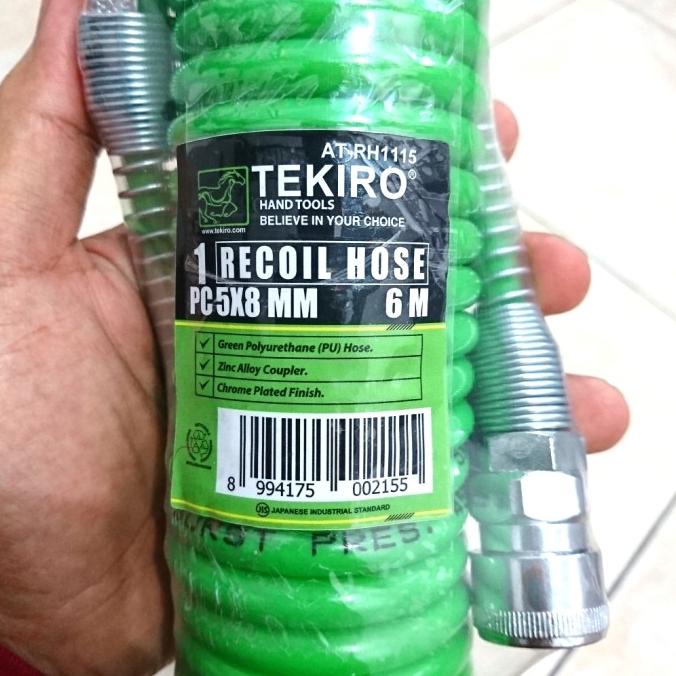 AT-RH1115
TEKIRO®
HAND TOOLS
BELIEVE IN YOUR CHOICE
www.tekiro.com
1 PC
RECOIL HOSE
5X8 MM 6 M
Green Polyurethane (PU) Hose.
Zinc Alloy Coupler.
Chrome Plated Finish.
8 994175 002155
JIS JAPANESE INDUSTRIAL STANDARD